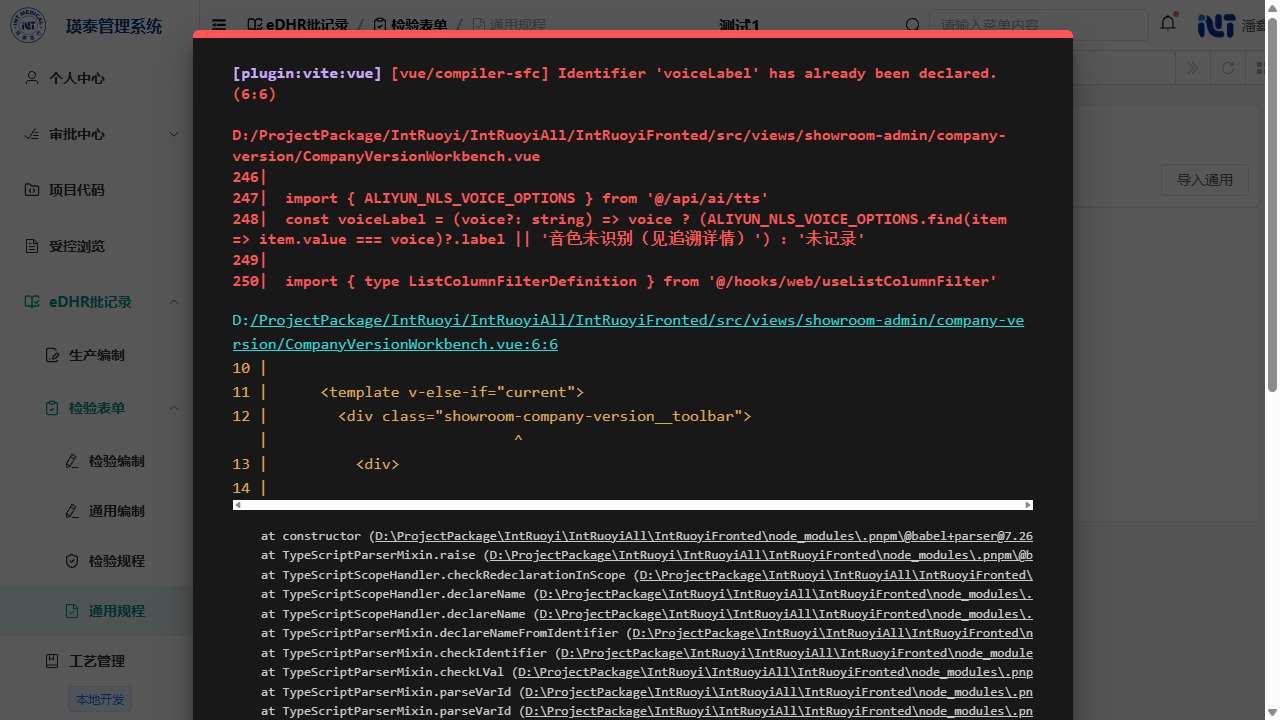 瑛泰管理系统
eDHR批记录 / 检验表单 / 通用规程
测试1
请输入菜单内容
个人中心
审批中心
项目代码
受控浏览
eDHR批记录
生产编制
检验表单
检验编制
通用编制
检验规程
通用规程
工艺管理
本地开发
导入通用
[plugin:vite:vue] [vue/compiler-sfc] Identifier 'voiceLabel' has already been declared.
(6:6)
D:/ProjectPackage/IntRuoyi/IntRuoyiAll/IntRuoyiFronted/src/views/showroom-admin/company-
version/CompanyVersionWorkbench.vue
246|
247|  import { ALIYUN_NLS_VOICE_OPTIONS } from '@/api/ai/tts'
248|  const voiceLabel = (voice?: string) => voice ? (ALIYUN_NLS_VOICE_OPTIONS.find(item
=> item.value === voice)?.label || '音色未识别（见追溯详情）') : '未记录'
249|
250|  import { type ListColumnFilterDefinition } from '@/hooks/web/useListColumnFilter'
D:/ProjectPackage/IntRuoyi/IntRuoyiAll/IntRuoyiFronted/src/views/showroom-admin/company-ve
rsion/CompanyVersionWorkbench.vue:6:6
10 |
11 |      <template v-else-if="current">
12 |        <div class="showroom-company-version__toolbar">
|                            ^
13 |          <div>
14 |
at constructor (D:\ProjectPackage\IntRuoyi\IntRuoyiAll\IntRuoyiFronted\node_modules\.pnpm\@babel+parser@7.26
at TypeScriptParserMixin.raise (D:\ProjectPackage\IntRuoyi\IntRuoyiAll\IntRuoyiFronted\node_modules\.pnpm\@b
at TypeScriptScopeHandler.checkRedeclarationInScope (D:\ProjectPackage\IntRuoyi\IntRuoyiAll\IntRuoyiFronted\
at TypeScriptScopeHandler.declareName (D:\ProjectPackage\IntRuoyi\IntRuoyiAll\IntRuoyiFronted\node_modules\.
at TypeScriptScopeHandler.declareName (D:\ProjectPackage\IntRuoyi\IntRuoyiAll\IntRuoyiFronted\node_modules\.
at TypeScriptParserMixin.declareNameFromIdentifier (D:\ProjectPackage\IntRuoyi\IntRuoyiAll\IntRuoyiFronted\n
at TypeScriptParserMixin.checkIdentifier (D:\ProjectPackage\IntRuoyi\IntRuoyiAll\IntRuoyiFronted\node_module
at TypeScriptParserMixin.checkLVal (D:\ProjectPackage\IntRuoyi\IntRuoyiAll\IntRuoyiFronted\node_modules\.pnp
at TypeScriptParserMixin.parseVarId (D:\ProjectPackage\IntRuoyi\IntRuoyiAll\IntRuoyiFronted\node_modules\.pn
at TypeScriptParserMixin.parseVarId (D:\ProjectPackage\IntRuoyi\IntRuoyiAll\IntRuoyiFronted\node_modules\.pn